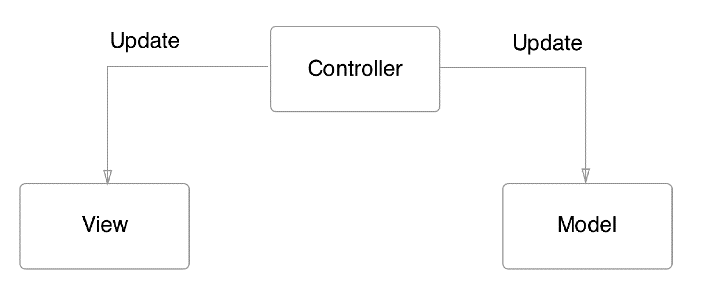 Update
Update
Controller
View
Model